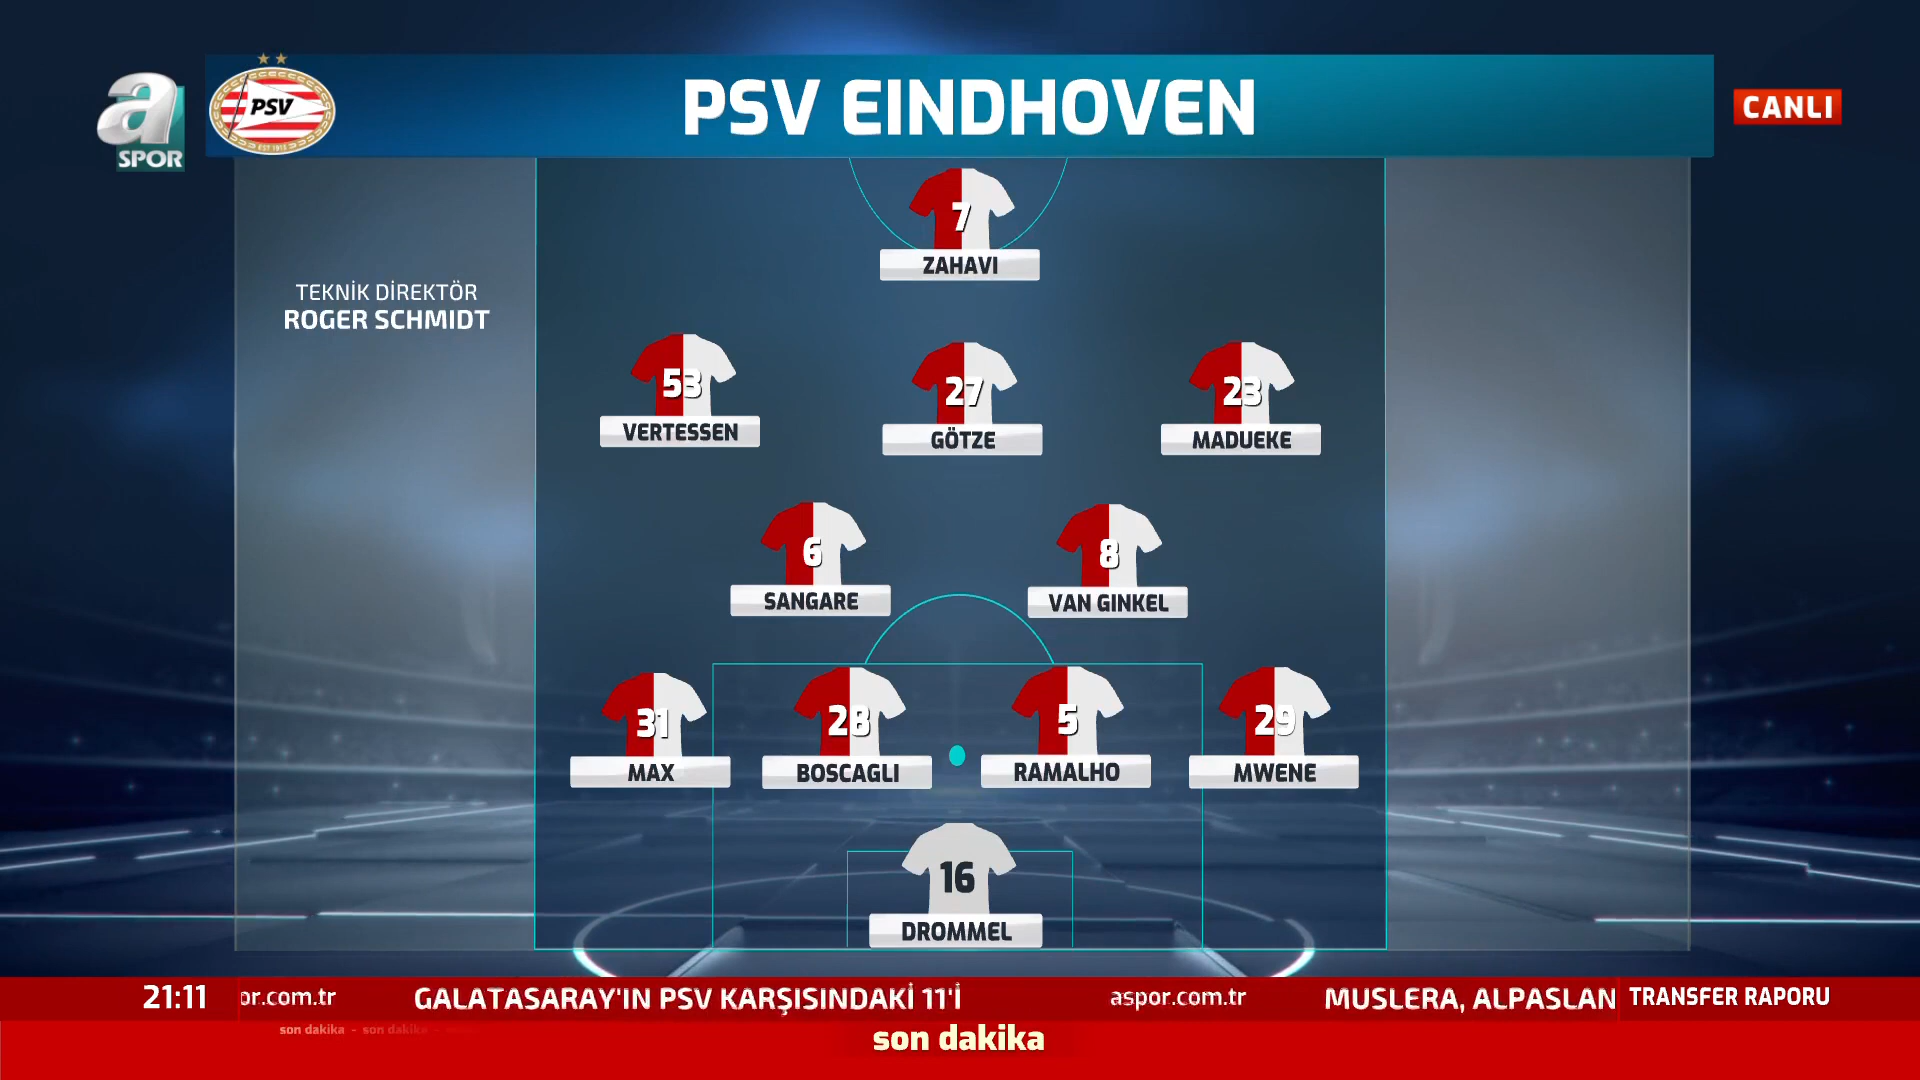 a
SPOR
PSV
EST 1913
PSV EINDHOVEN
CANLI
TEKNİK DİREKTÖR
ROGER SCHMIDT
7
ZAHAVI
53
VERTESSEN
27
GÖTZE
23
MADUEKE
6
SANGARE
8
VAN GINKEL
31
MAX
28
BOSCAGLI
5
RAMALHO
29
MWENE
16
DROMMEL
21:11
or.com.tr
GALATASARAY'IN PSV KARŞISINDAKİ 11'İ
aspor.com.tr
MUSLERA, ALPASLAN
TRANSFER RAPORU
son dakika - son dakika -
son dakika